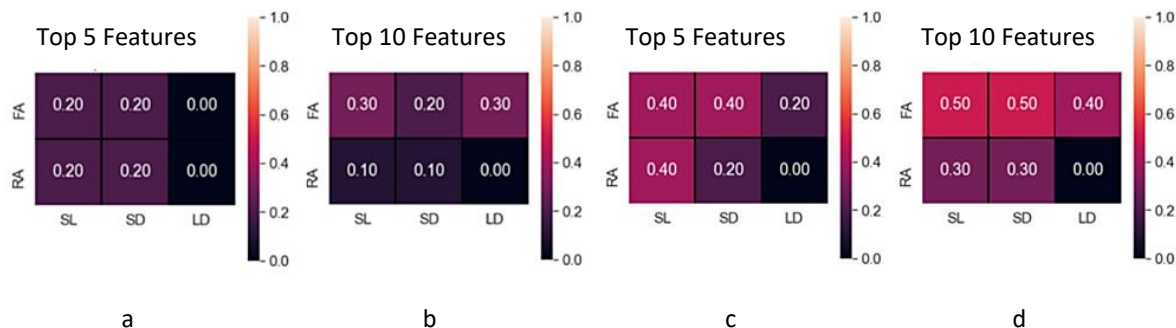 Top 5 Features
1.0
0.8
0.6
0.4
0.2
0.0
FA
0.20 0.20 0.00
RA
0.20 0.20 0.00
SL SD LD
a
Top 10 Features
1.0
0.8
0.6
0.4
0.2
0.0
FA
0.30 0.20 0.30
RA
0.10 0.10 0.00
SL SD LD
b
Top 5 Features
1.0
0.8
0.6
0.4
0.2
0.0
FA
0.40 0.40 0.20
RA
0.40 0.20 0.00
SL SD LD
c
Top 10 Features
1.0
0.8
0.6
0.4
0.2
0.0
FA
0.50 0.50 0.40
RA
0.30 0.30 0.00
SL SD LD
d